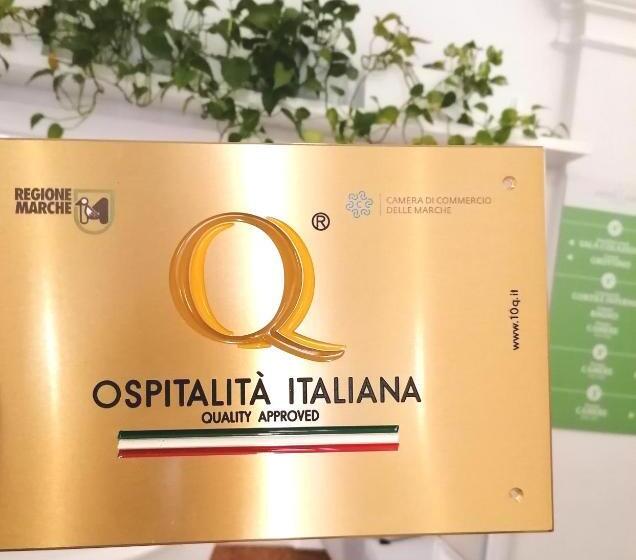 REGIONE
MARCHE
®
CAMERA DI COMMERCIO
DELLE MARCHE
Q
www.10q.it
OSPITALITÀ ITALIANA
QUALITY APPROVED